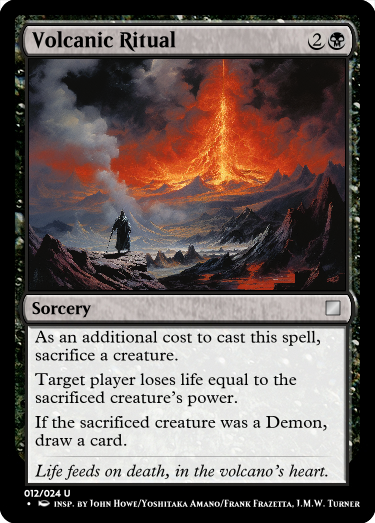 Volcanic Ritual 2
Sorcery
As an additional cost to cast this spell,
sacrifice a creature.
Target player loses life equal to the
sacrificed creature's power.
If the sacrificed creature was a Demon,
draw a card.
Life feeds on death, in the volcano's heart.
012/024 U
• INSP. BY JOHN HOWE/YOSHITAKA AMANO/FRANK FRAZETTA, J.M.W. TURNER